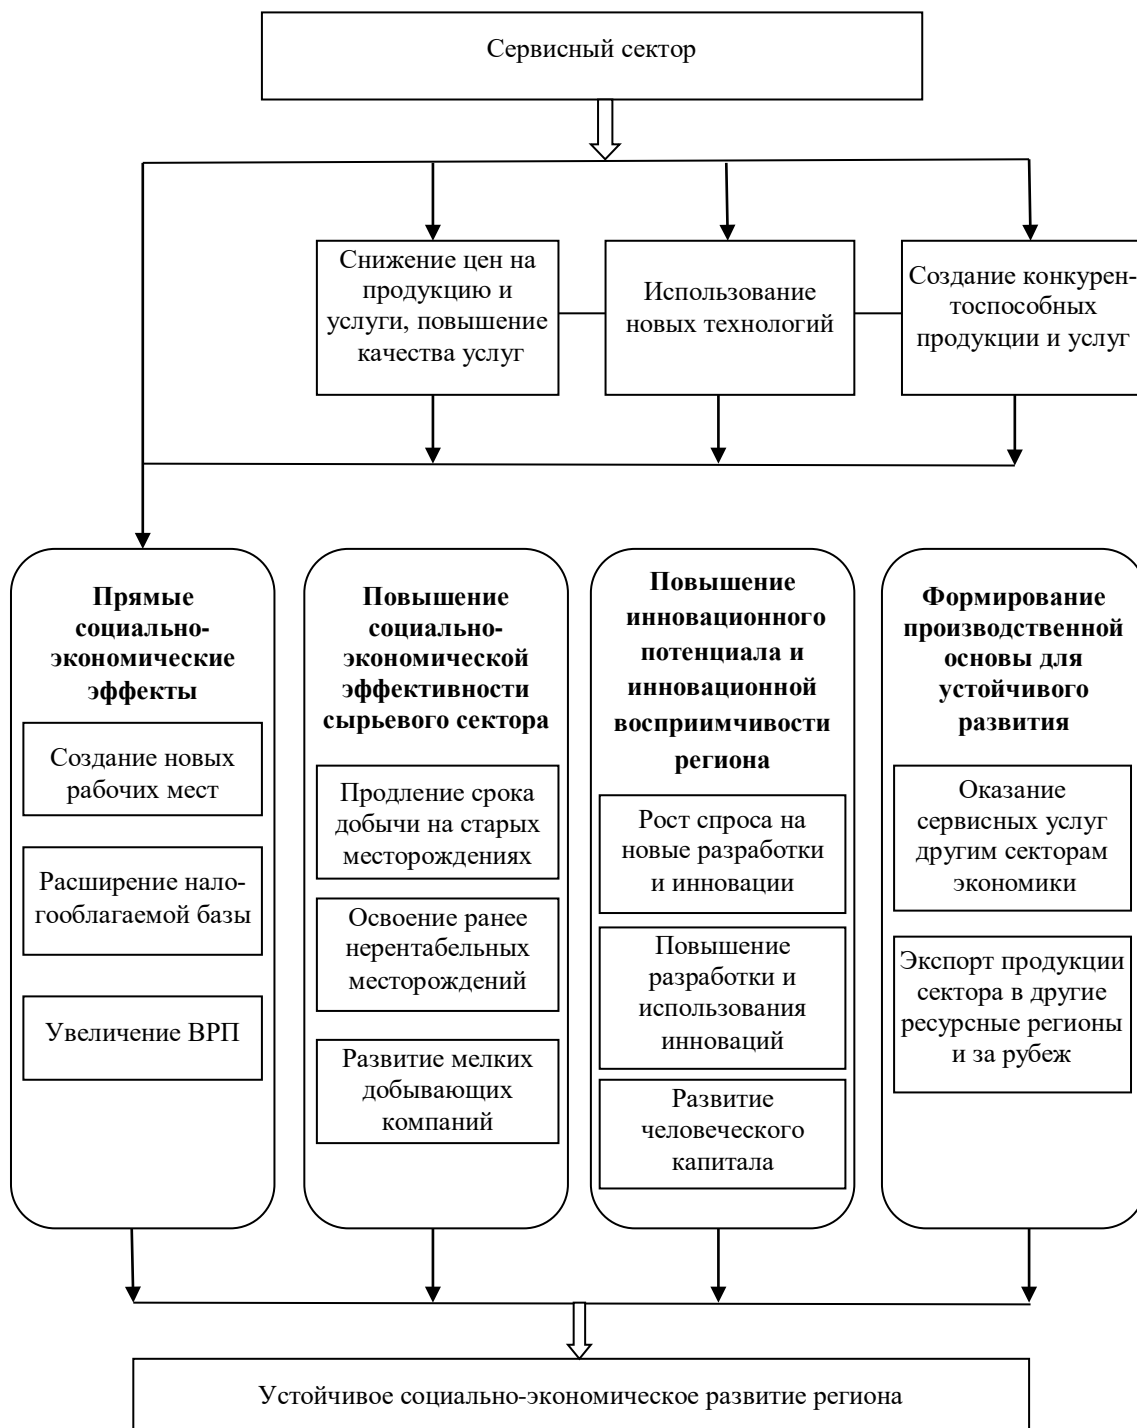 Сервисный сектор
Снижение цен на
продукцию и
услуги, повышение
качества услуг
Использование
новых технологий
Создание конкурен-
тоспособных
продукции и услуг
Прямые
социально-
экономические
эффекты
Создание новых
рабочих мест
Расширение нало-
гооблагаемой базы
Увеличение ВРП
Повышение
социально-
экономической
эффективности
сырьевого сектора
Продление срока
добычи на старых
месторождениях
Освоение ранее
нерентабельных
месторождений
Развитие мелких
добывающих
компаний
Повышение
инновационного
потенциала и
инновационной
восприимчивости
региона
Рост спроса на
новые разработки
и инновации
Повышение
разработки и
использования
инноваций
Развитие
человеческого
капитала
Формирование
производственной
основы для
устойчивого
развития
Оказание
сервисных услуг
другим секторам
экономики
Экспорт продукции
сектора в другие
ресурсные регионы
и за рубеж
Устойчивое социально-экономическое развитие региона